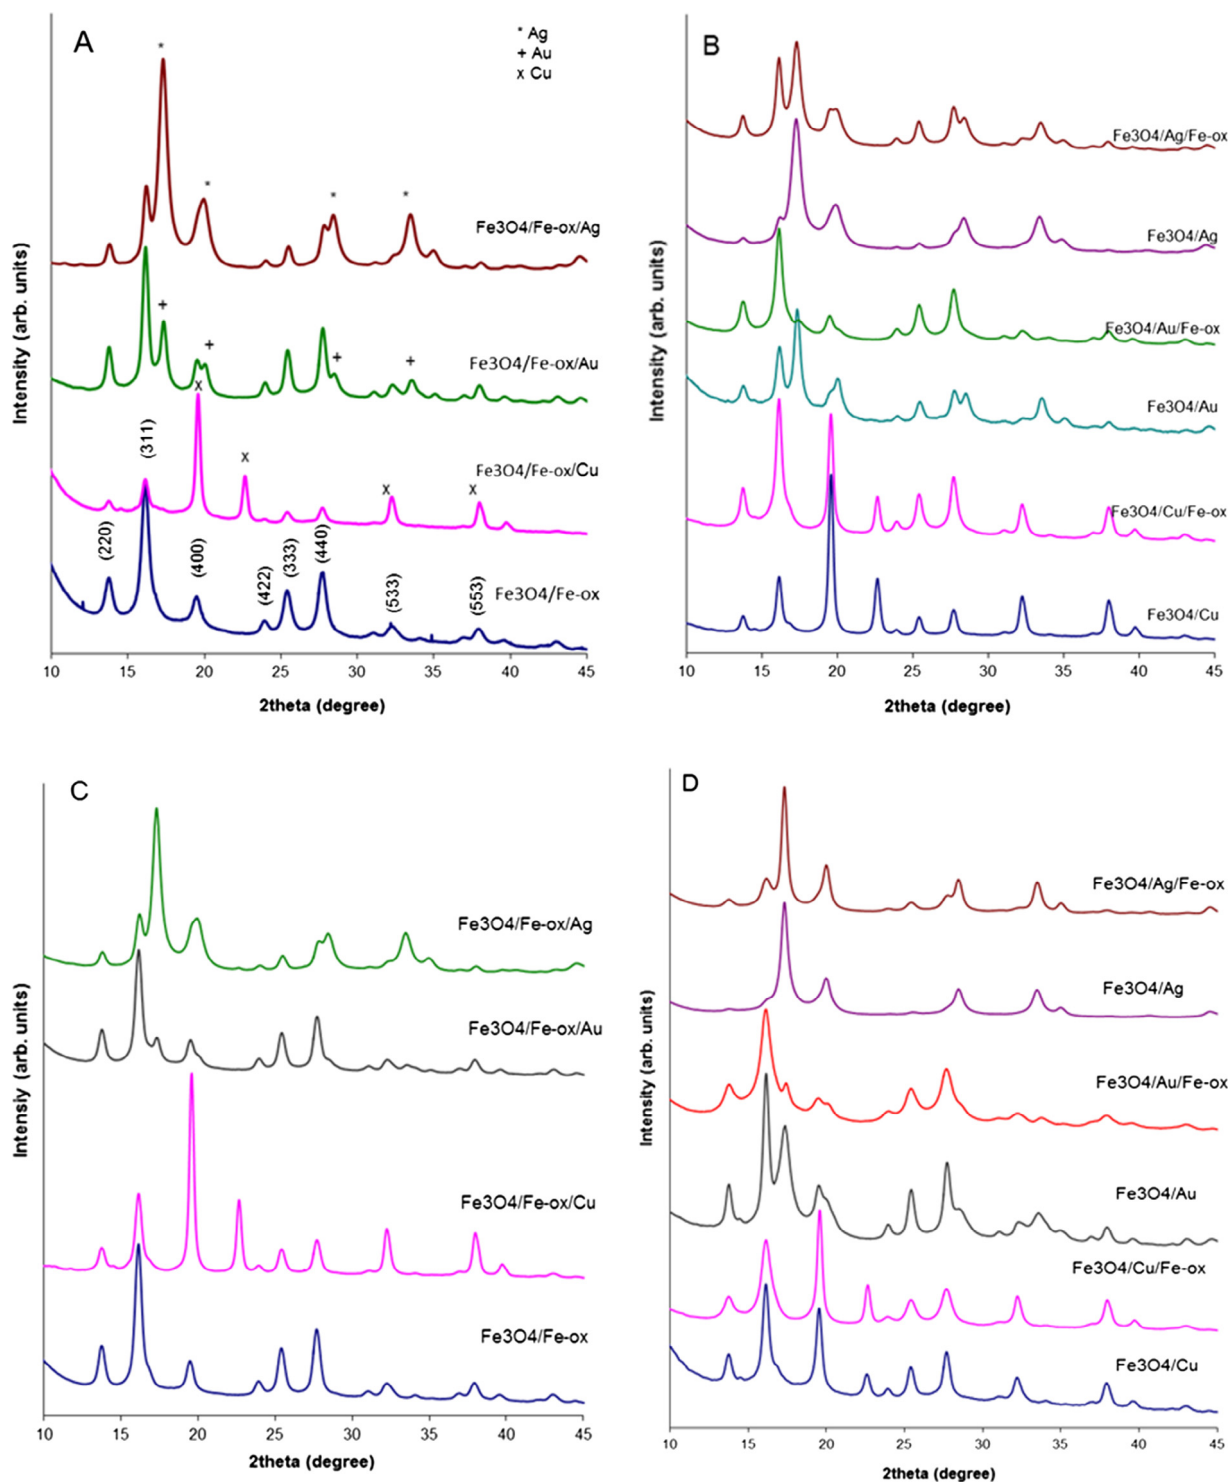 A
* Ag
+ Au
x Cu
*
*
*
*
Fe3O4/Fe-ox/Ag
+
+
+
+
Fe3O4/Fe-ox/Au
x
x
x
x
Fe3O4/Fe-ox/Cu
(220)
(311)
(400)
(422)
(333)
(440)
(533)
(553)
Fe3O4/Fe-ox
Intensity (arb. units)
10 15 20 25 30 35 40 45
2theta (degree)
B
Fe3O4/Ag/Fe-ox
Fe3O4/Ag
Fe3O4/Au/Fe-ox
Fe3O4/Au
Fe3O4/Cu/Fe-ox
Fe3O4/Cu
Intensity (arb. units)
10 15 20 25 30 35 40 45
2theta (degree)
C
Fe3O4/Fe-ox/Ag
Fe3O4/Fe-ox/Au
Fe3O4/Fe-ox/Cu
Fe3O4/Fe-ox
Intensiy (arb. units)
10 15 20 25 30 35 40 45
2theta (degree)
D
Fe3O4/Ag/Fe-ox
Fe3O4/Ag
Fe3O4/Au/Fe-ox
Fe3O4/Au
Fe3O4/Cu/Fe-ox
Fe3O4/Cu
Intensity (arb. units)
10 15 20 25 30 35 40 45
2theta (degree)